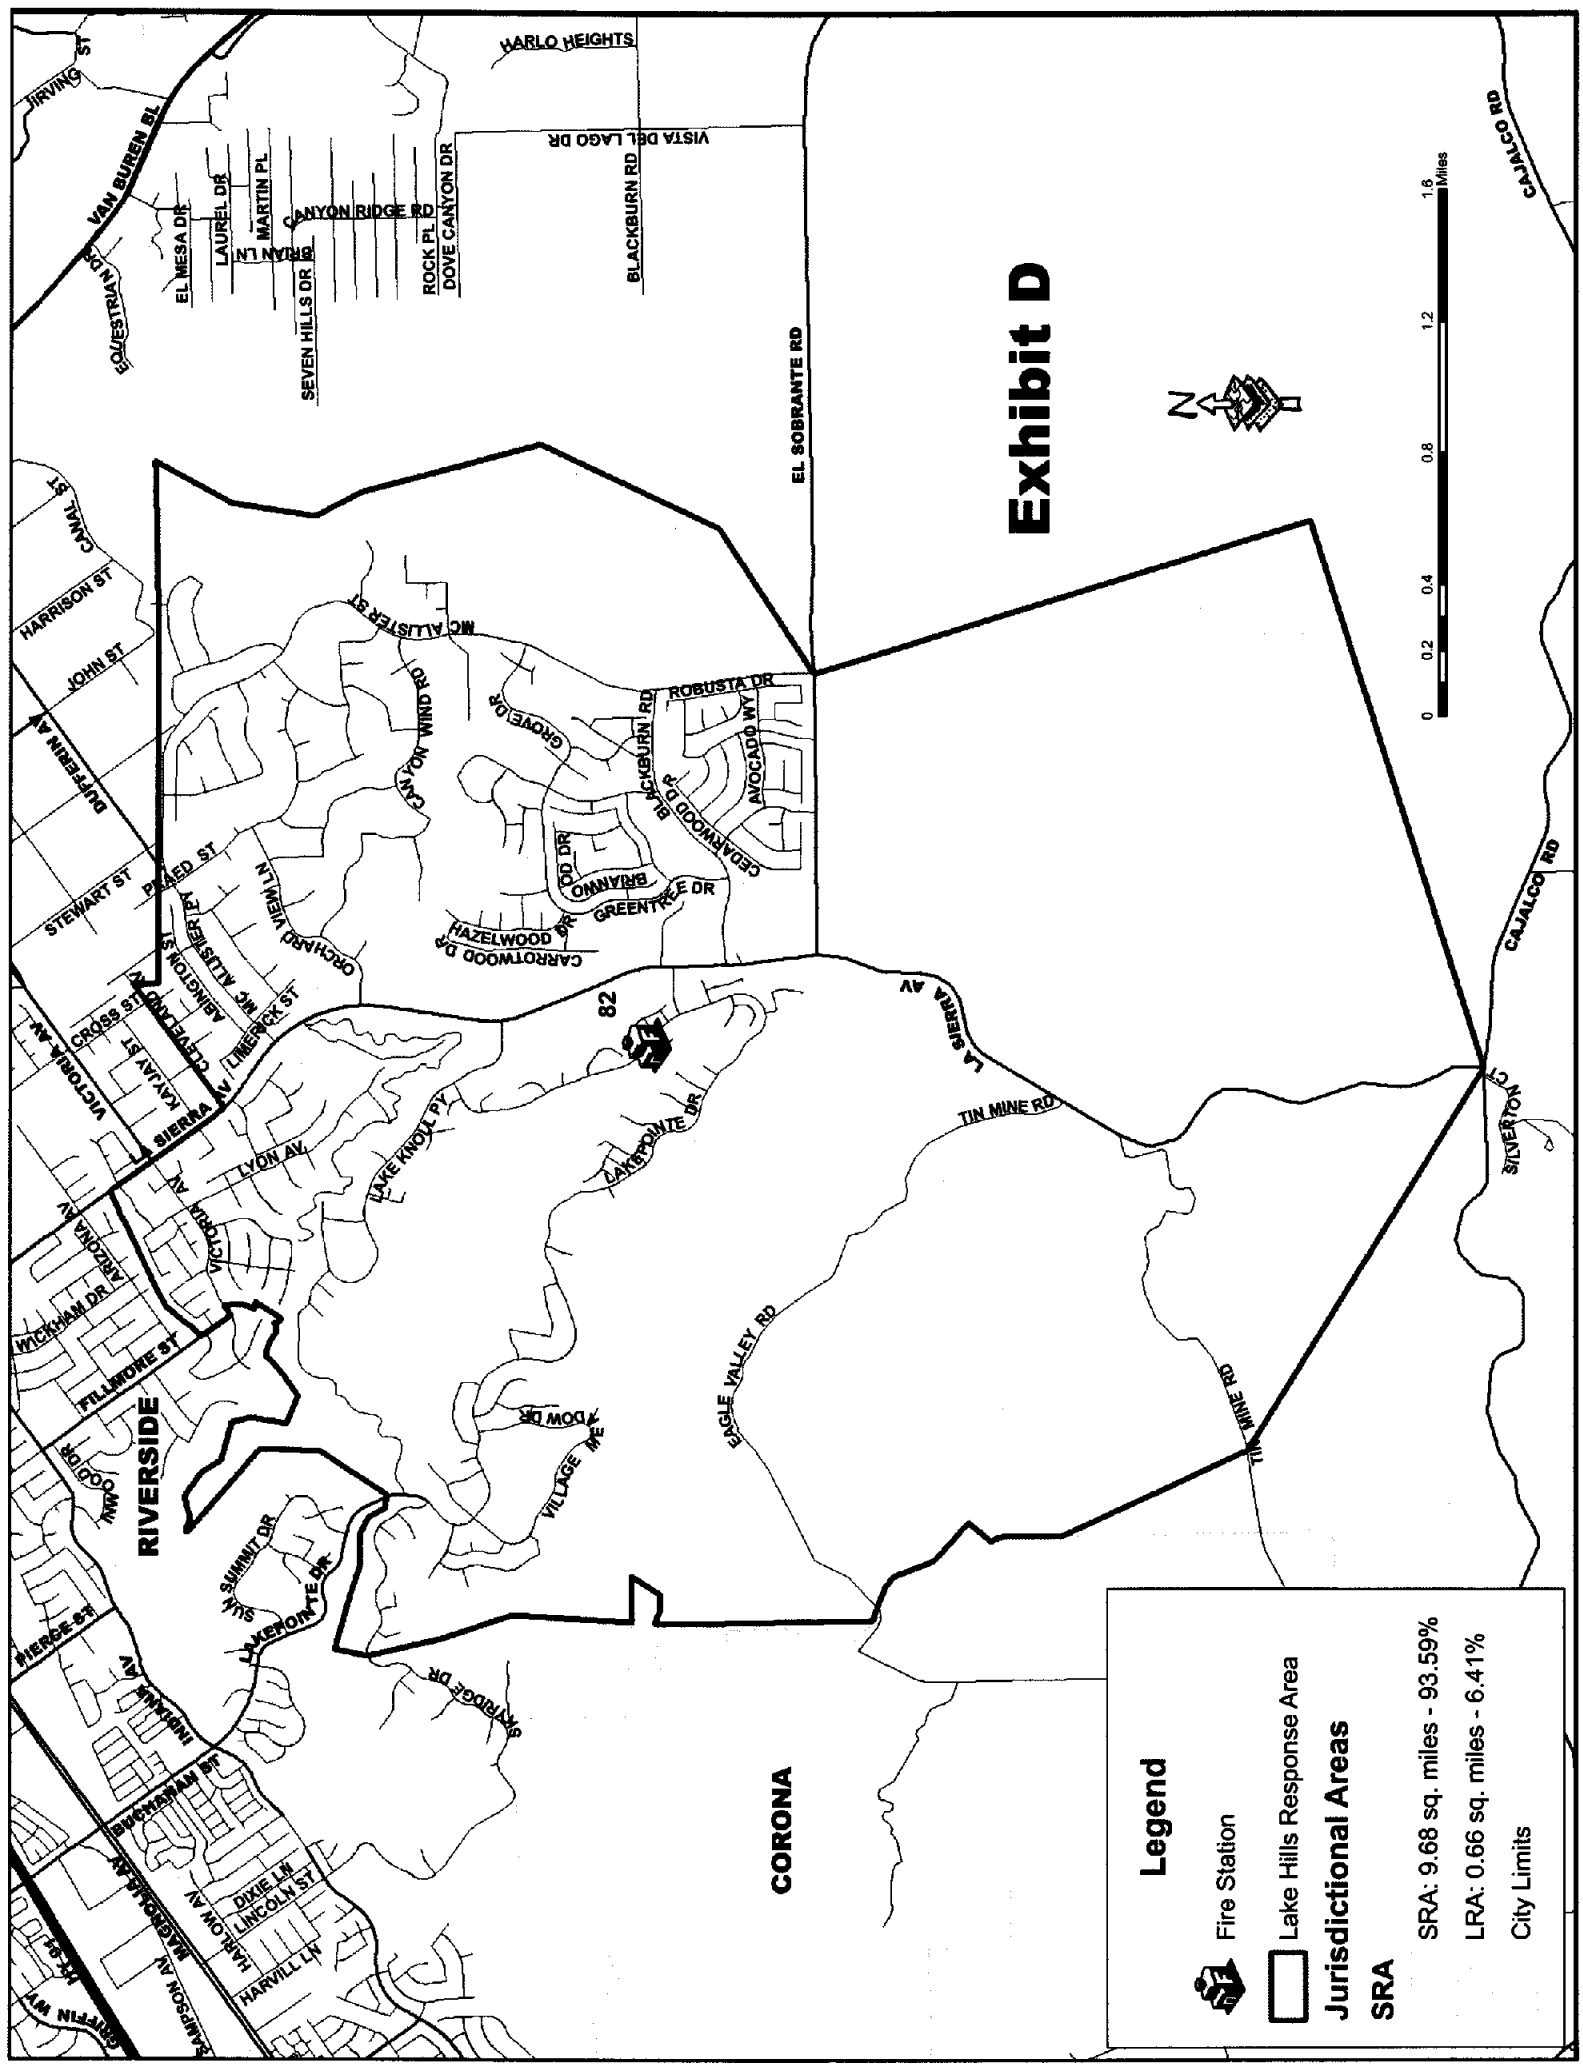 IRVING ST
VAN BUREN BL
EQUESTRIAN DR
EL MESA DR
LAUREL DR
MARTIN PL
BRIAN LN
CANYON RIDGE RD
SEVEN HILLS DR
ROCK PL
DOVE CANYON DR
HARLO HEIGHTS
VISTA DEL LAGO DR
BLACKBURN RD
EL SOBRANTE RD
CAJALCO RD
CANAL ST
HARRISON ST
JOHN ST
DUFFERIN AV
STEWART ST
PRAED ST
VICTORIA AV
CROSS ST
KAYJAY ST
CLEVELAND AV
ARLINGTON ST
MC ALLISTER PY
LIMERICK ST
ORCHARD VIEW LN
MC ALLISTER ST
CANYON WIND RD
GROVE DR
BLACKBURN RD
ROBUSTA DR
AVOCADO WY
CEDARWOOD DR
BRIARWOOD DR
GREENTREE DR
HAZELWOOD DR
CARROTWOOD DR
82
LA SIERRA AV
LA SIERRA AV
LYON AV
VICTORIA AV
ARIZONA AV
WICKHAM DR
FILLMORE ST
RIVERSIDE
LAKE KNOLL PY
LAKEPOINTE DR
TIN MINE RD
EAGLE VALLEY RD
VILLAGE
TIN MINE RD
SILVERTON CT
CAJALCO RD
SUN SUMMIT DR
LAKEPOINTE DR
SKYRIDGE DR
PIERCE ST
INDIANA AV
BUCHANAN ST
MAGNOLIA AV
DIXIE LN
LINCOLN ST
HARLOW AV
HARVILL LN
SAMPSON AV
GRIFFIN WY
CORONA
Exhibit D
N
0 0.2 0.4 0.8 1.2 1.6
Miles
Legend
Fire Station
Lake Hills Response Area
Jurisdictional Areas
SRA
SRA: 9.68 sq. miles - 93.59%
LRA: 0.66 sq. miles - 6.41%
City Limits